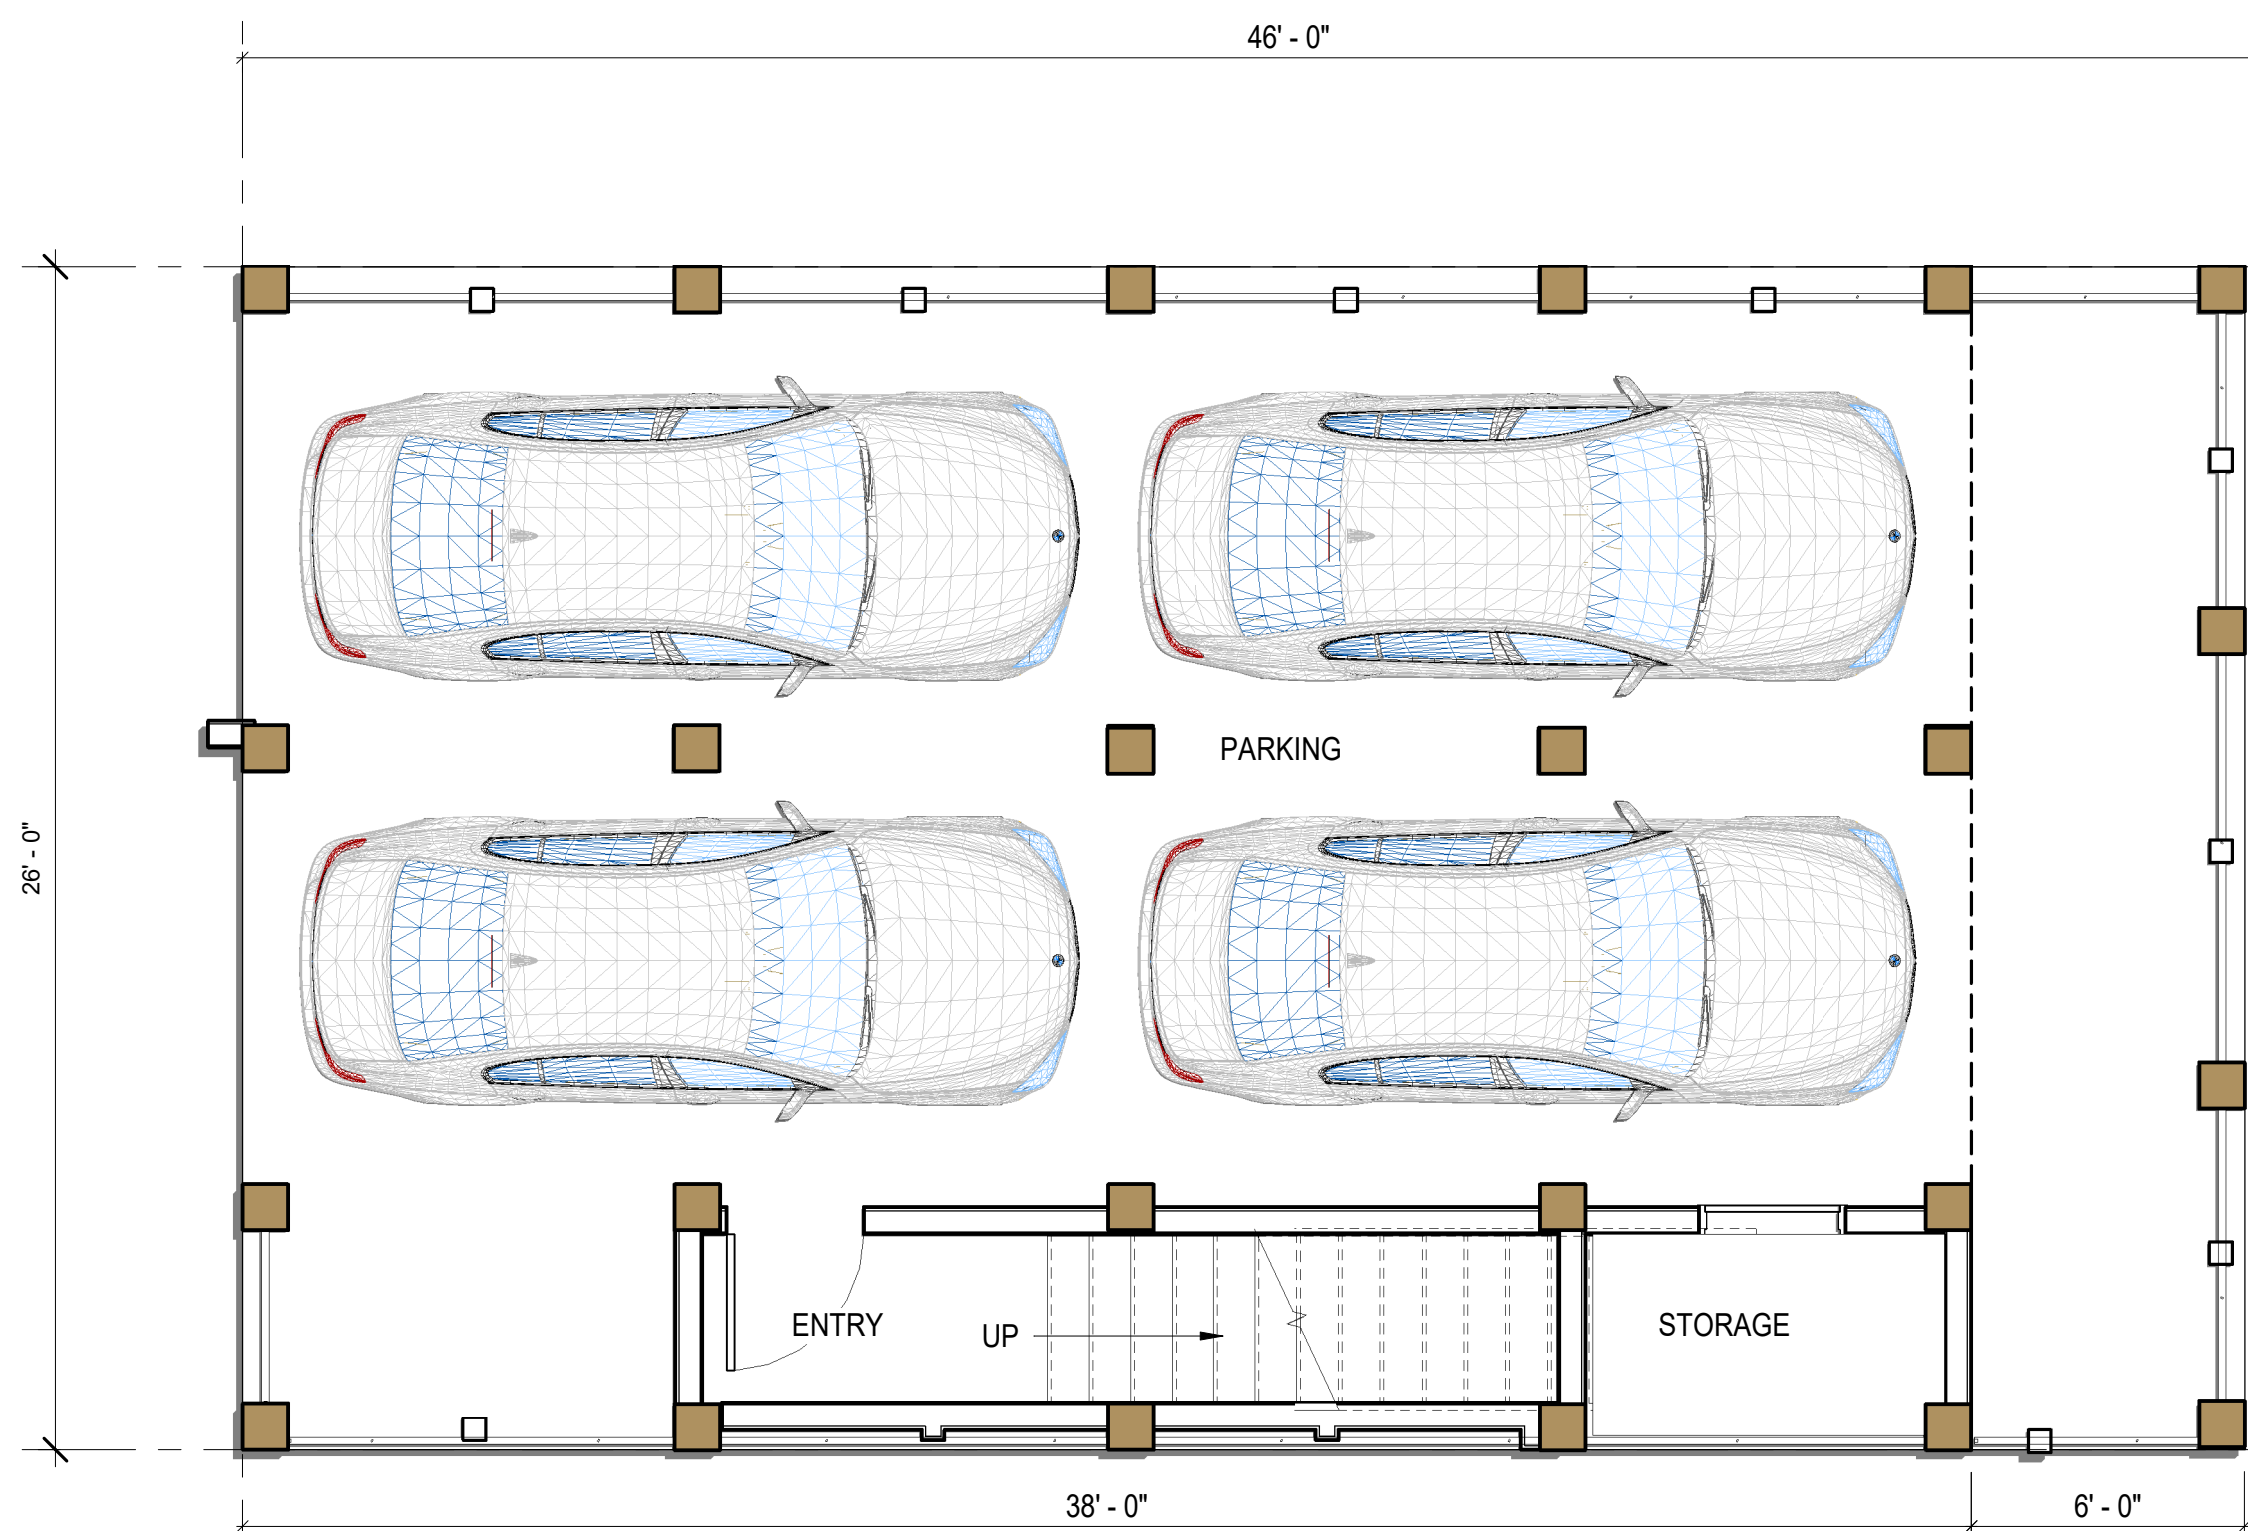 46' - 0"
26' - 0"
PARKING
ENTRY
UP
STORAGE
38' - 0"
6' - 0"